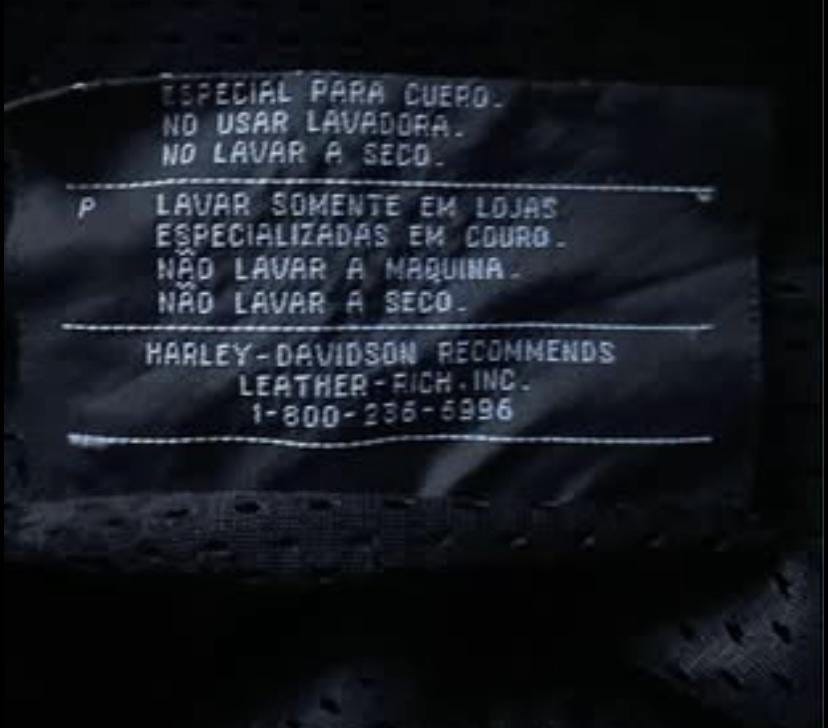 ESPECIAL PARA CUERO.
NO USAR LAVADORA.
NO LAVAR A SECO.
P LAVAR SOMENTE EM LOJAS
ESPECIALIZADAS EM COURO.
NÃO LAVAR A MAQUINA.
NÃO LAVAR A SECO.
HARLEY-DAVIDSON RECOMMENDS
LEATHER-RICH.INC.
1-800-236-6996